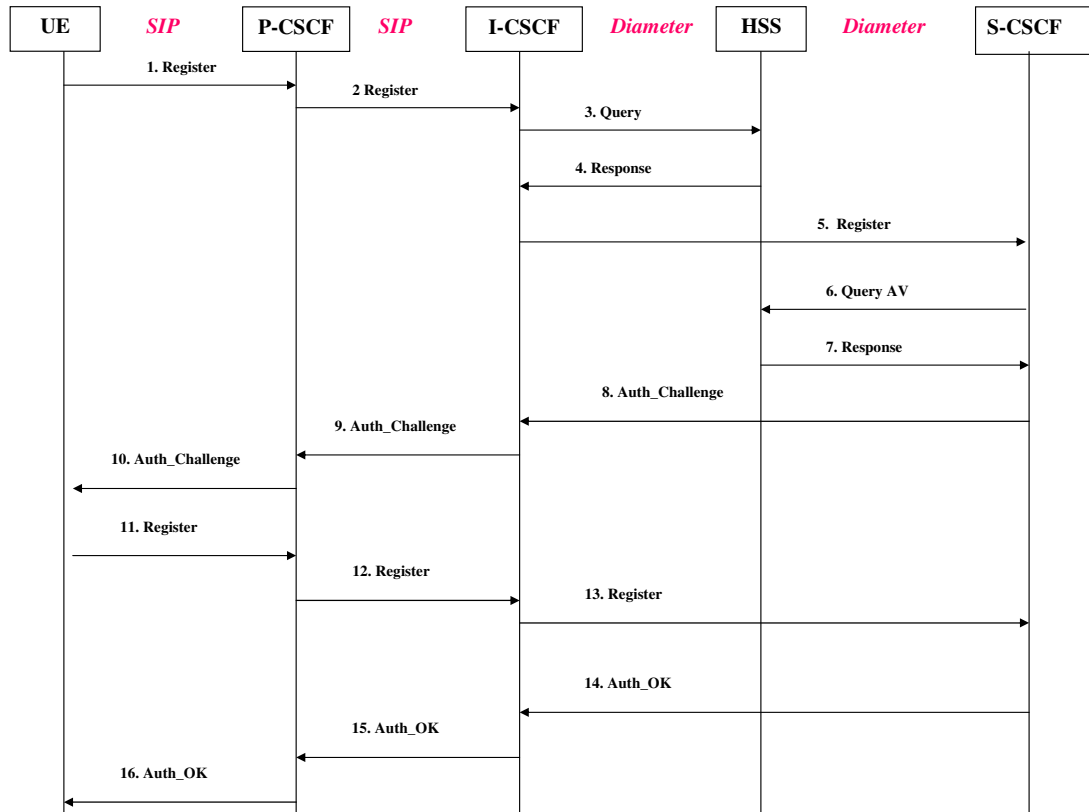 UE SIP P-CSCF SIP I-CSCF Diameter HSS Diameter S-CSCF
1. Register
2 Register
3. Query
4. Response
5. Register
6. Query AV
7. Response
8. Auth_Challenge
9. Auth_Challenge
10. Auth_Challenge
11. Register
12. Register
13. Register
14. Auth_OK
15. Auth_OK
16. Auth_OK